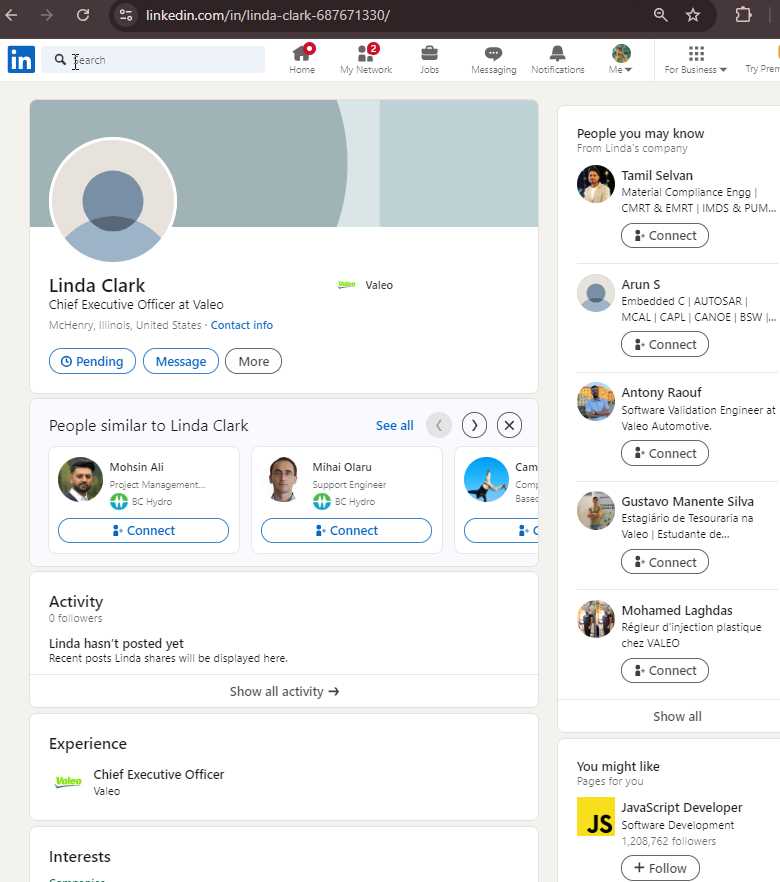 linkedin.com/in/linda-clark-687671330/
in
Search
Home
2
My Network
Jobs
Messaging
Notifications
Me
For Business
Try Prem
Linda Clark
Chief Executive Officer at Valeo
McHenry, Illinois, United States · Contact info
Valeo
Valeo
Pending
Message
More
People similar to Linda Clark
See all
Mohsin Ali
Project Management...
BC Hydro
Connect
Mihai Olaru
Support Engineer
BC Hydro
Connect
Cam
Comp
Based
C
Activity
0 followers
Linda hasn't posted yet
Recent posts Linda shares will be displayed here.
Show all activity →
Experience
Valeo
Chief Executive Officer
Valeo
Interests
Companies
People you may know
From Linda's company
Tamil Selvan
Material Compliance Engg |
CMRT & EMRT | IMDS & PUM...
Connect
Arun S
Embedded C | AUTOSAR |
MCAL | CAPL | CANOE | BSW |...
Connect
Antony Raouf
Software Validation Engineer at
Valeo Automotive.
Connect
Gustavo Manente Silva
Estagiário de Tesouraria na
Valeo | Estudante de...
Connect
Mohamed Laghdas
Régleur d'injection plastique
chez VALEO
Connect
Show all
You might like
Pages for you
JS
JavaScript Developer
Software Development
1,208,762 followers
+ Follow